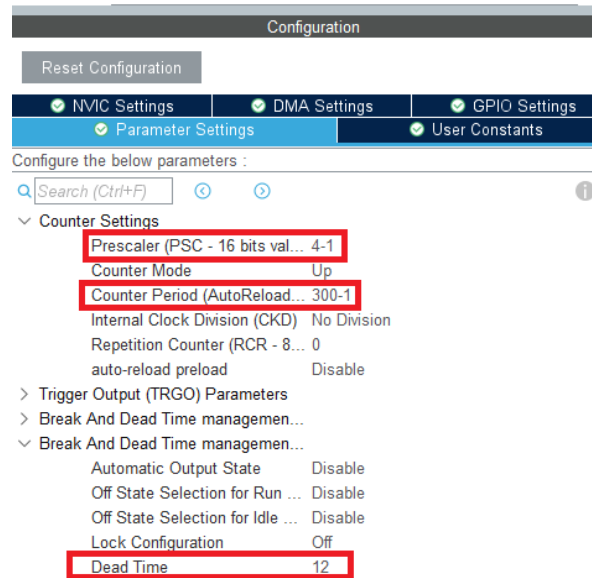 Configuration
Reset Configuration
NVIC Settings DMA Settings GPIO Settings
Parameter Settings User Constants
Configure the below parameters :
Search (Ctrl+F)
Counter Settings
Prescaler (PSC - 16 bits val... 4-1
Counter Mode Up
Counter Period (AutoReload... 300-1
Internal Clock Division (CKD) No Division
Repetition Counter (RCR - 8... 0
auto-reload preload Disable
Trigger Output (TRGO) Parameters
Break And Dead Time managemen...
Break And Dead Time managemen...
Automatic Output State Disable
Off State Selection for Run ... Disable
Off State Selection for Idle ... Disable
Lock Configuration Off
Dead Time 12